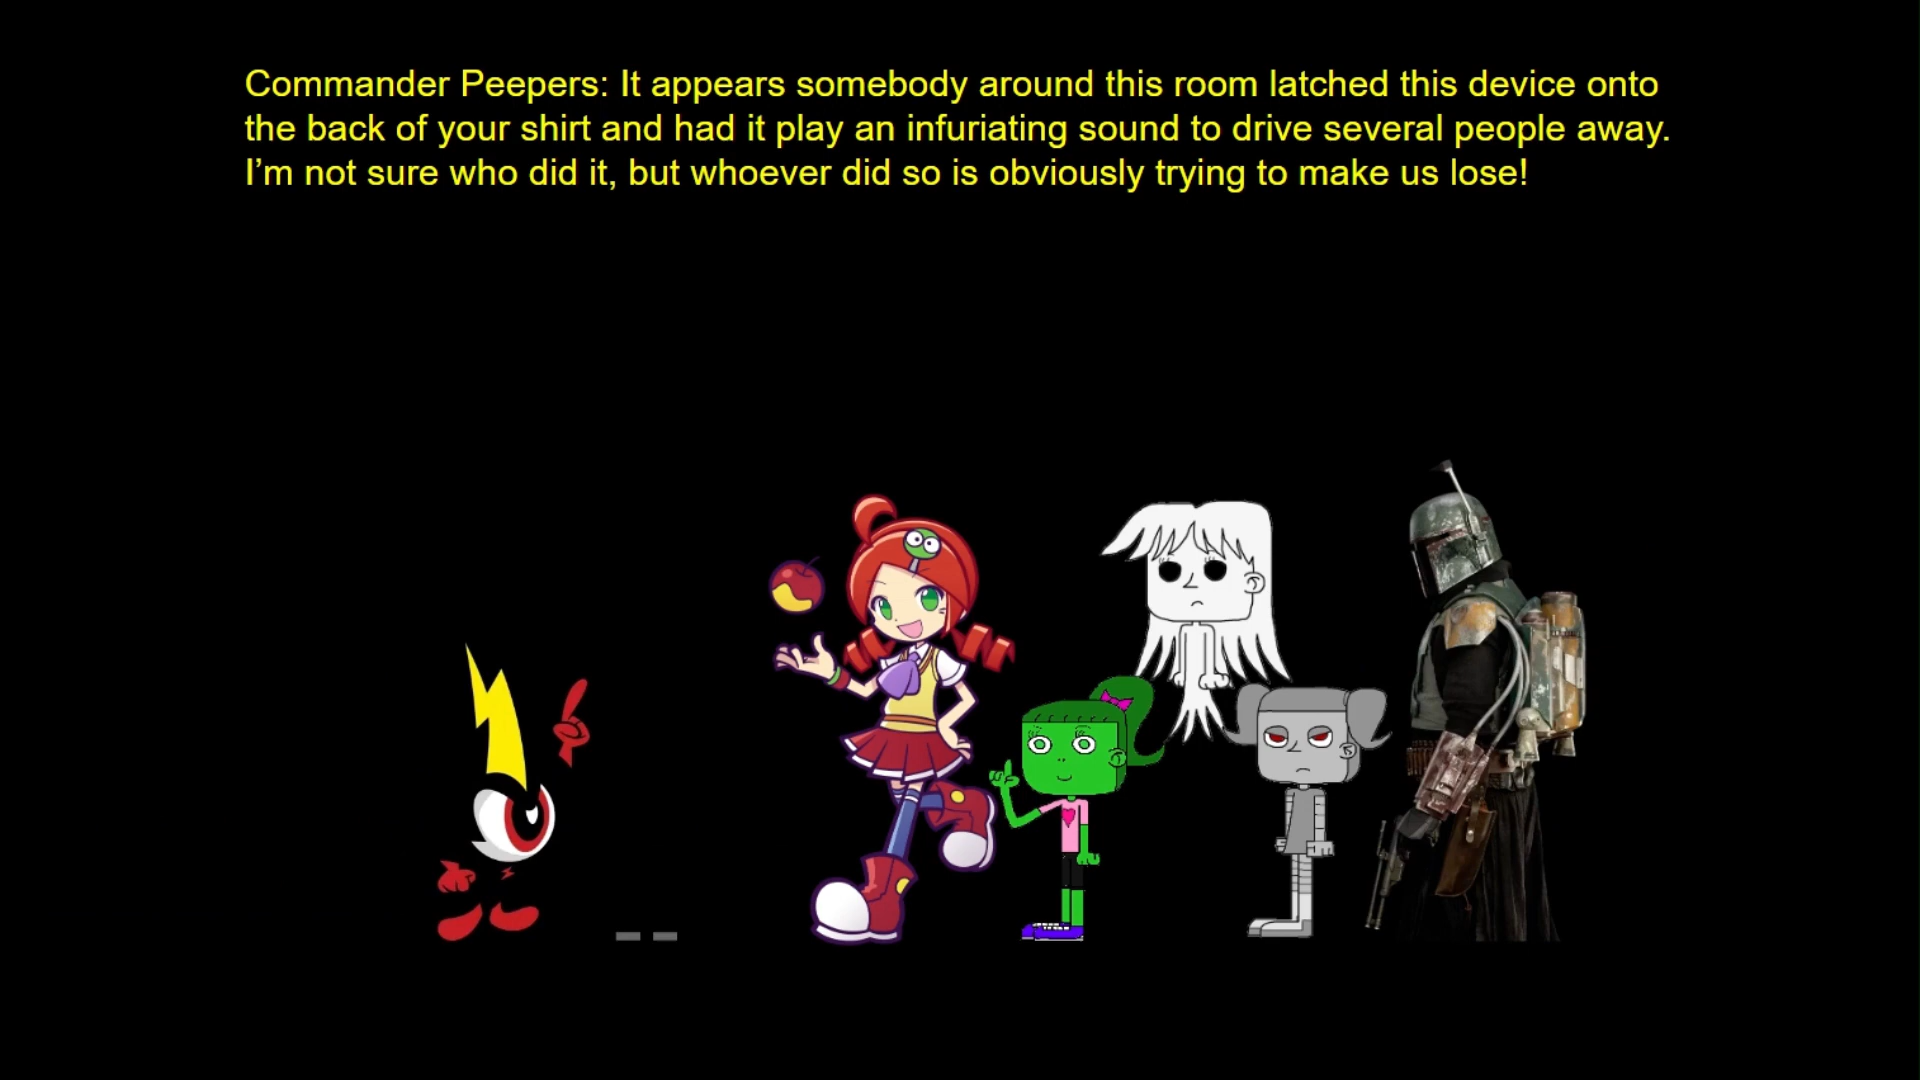 Commander Peepers: It appears somebody around this room latched this device onto
the back of your shirt and had it play an infuriating sound to drive several people away.
I’m not sure who did it, but whoever did so is obviously trying to make us lose!